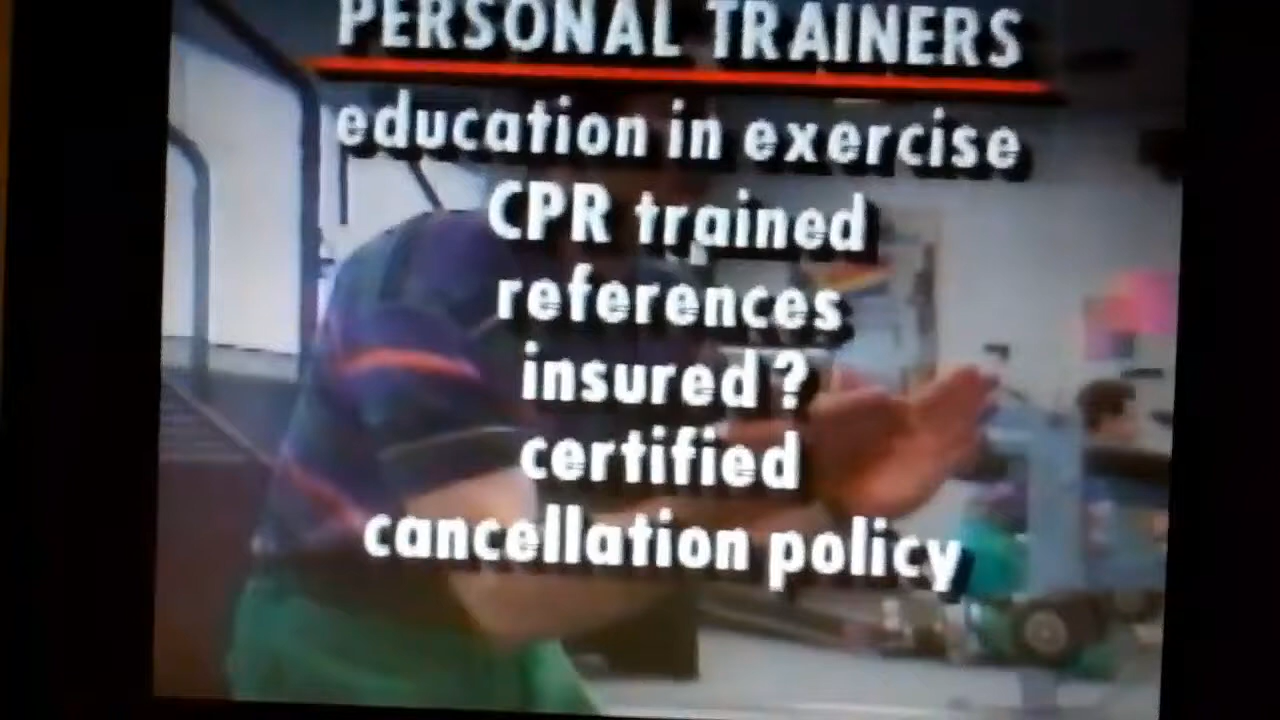 PERSONAL TRAINERS
education in exercise
CPR trained
references
insured ?
certified
cancellation policy